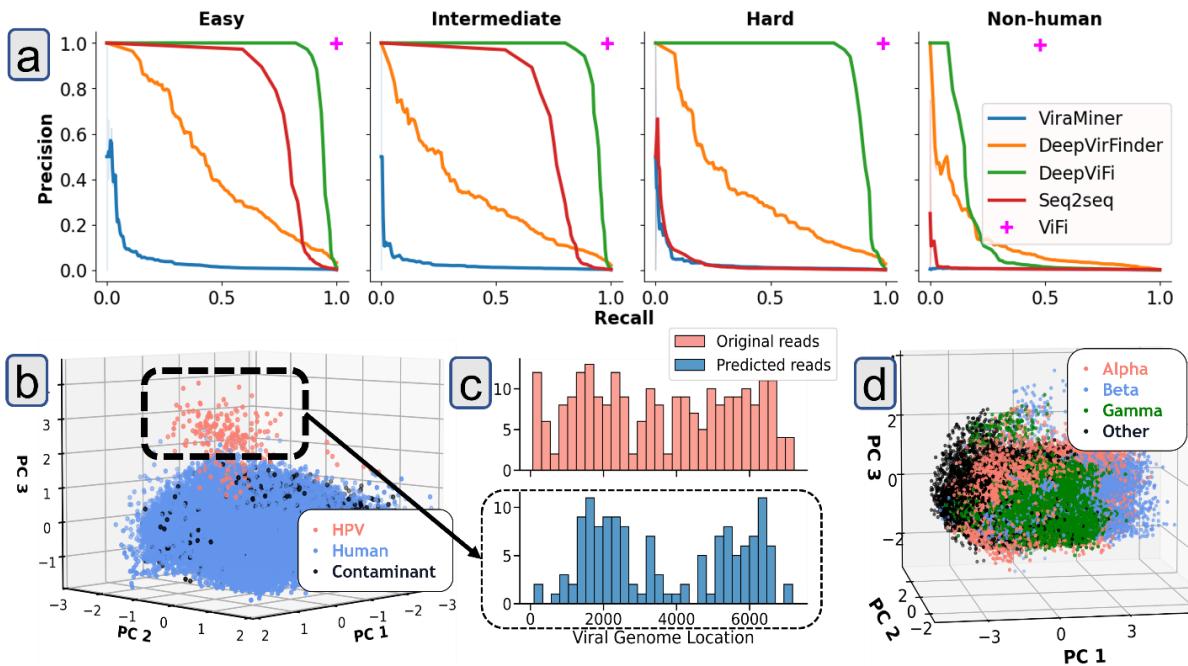 Easy
Intermediate
Hard
Non-human
a
Precision
1.0
0.8
0.6
0.4
0.2
0.0
0.0 0.5 1.0
0.0 0.5 1.0
0.0 0.5 1.0
0.0 0.5 1.0
Recall
ViraMiner
DeepVirFinder
DeepViFi
Seq2seq
ViFi
b
PC 3
3
2
1
0
−1
−3 −2 −1 0 1 2
PC 2
2 1 0 −1 −2 −3
PC 1
HPV
Human
Contaminant
c
Original reads
Predicted reads
10
5
0
10
5
0
0 2000 4000 6000
Viral Genome Location
d
Alpha
Beta
Gamma
Other
PC 3
4
2
0
−2
PC 2
2
0
−2
−3 0 3
PC 1